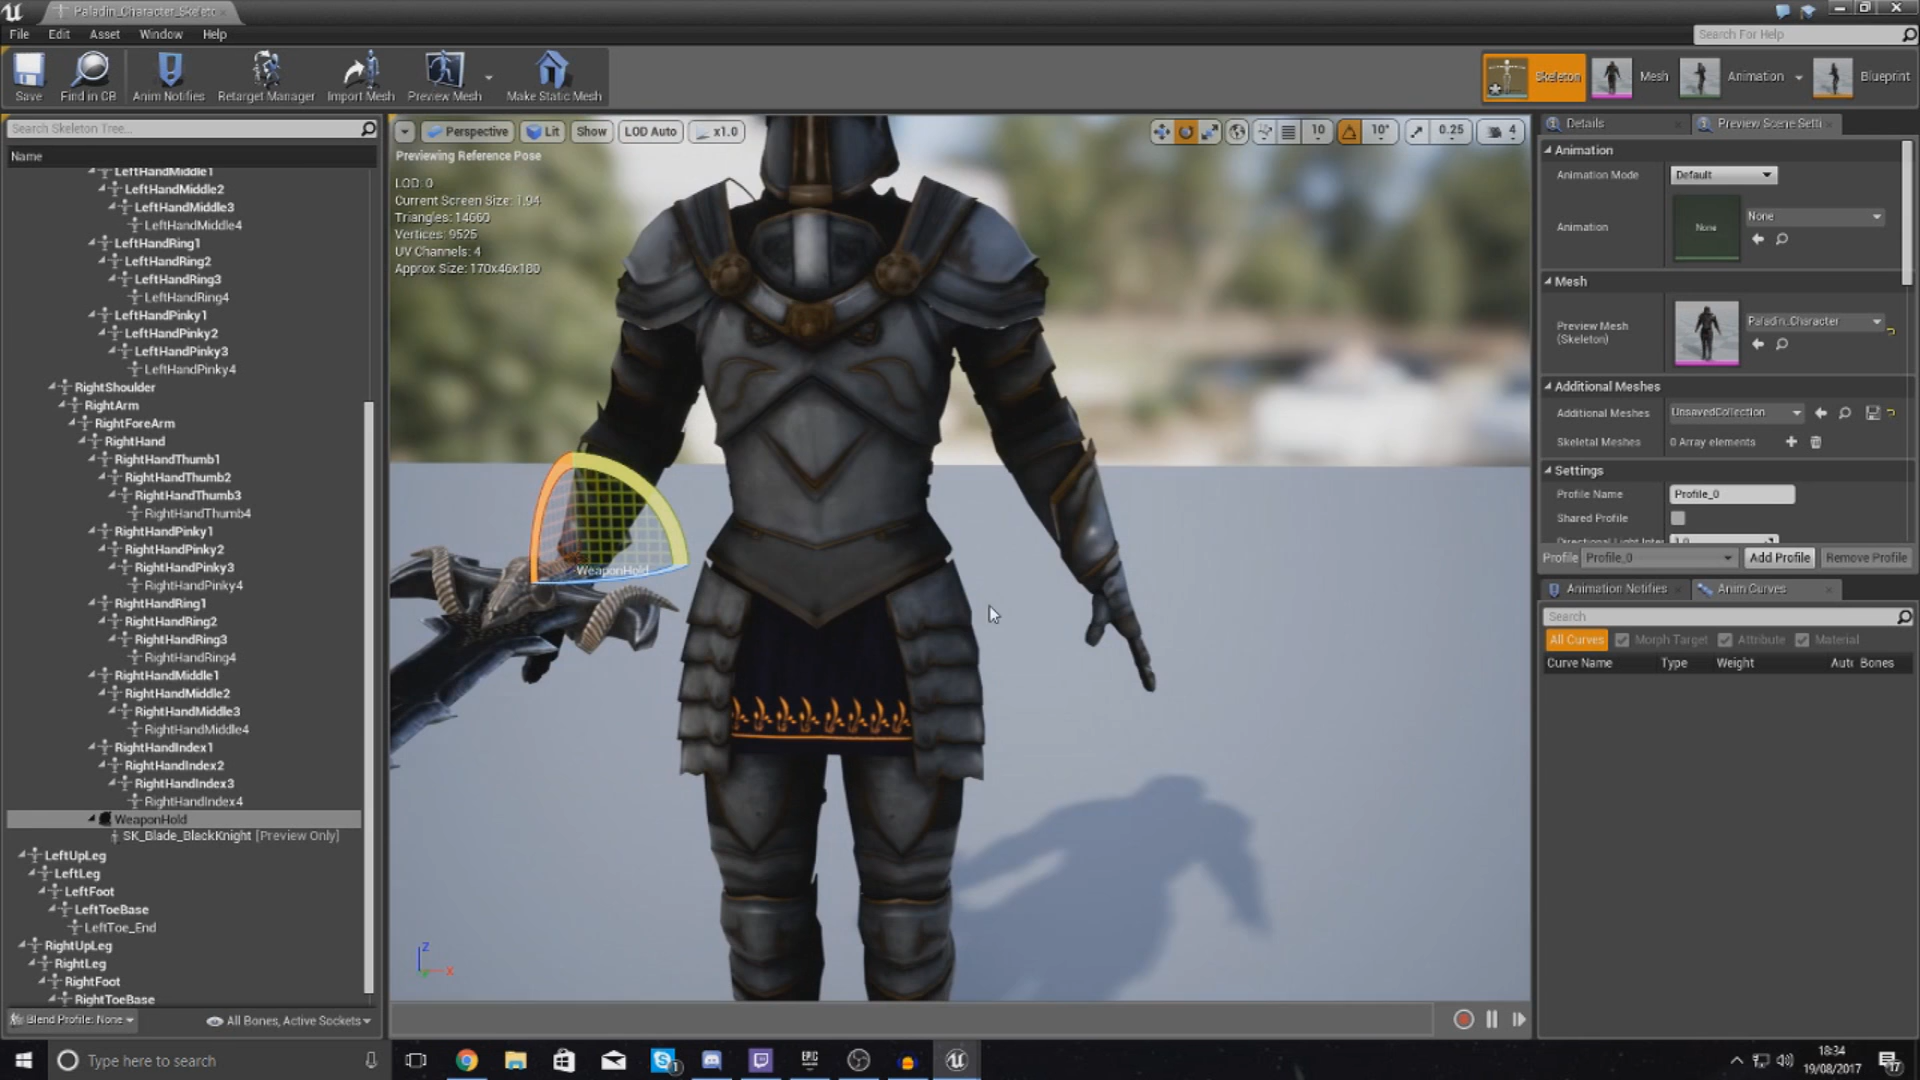 Paladin_Character_Skeleto
File Edit Asset Window Help
Search For Help
Save Find in CB Anim Notifies Retarget Manager Import Mesh Preview Mesh Make Static Mesh
Skeleton Mesh Animation Blueprint
Search Skeleton Tree...
Name
LeftHandMiddle1
LeftHandMiddle2
LeftHandMiddle3
LeftHandMiddle4
LeftHandRing1
LeftHandRing2
LeftHandRing3
LeftHandRing4
LeftHandPinky1
LeftHandPinky2
LeftHandPinky3
LeftHandPinky4
RightShoulder
RightArm
RightForeArm
RightHand
RightHandThumb1
RightHandThumb2
RightHandThumb3
RightHandThumb4
RightHandPinky1
RightHandPinky2
RightHandPinky3
RightHandPinky4
RightHandRing1
RightHandRing2
RightHandRing3
RightHandRing4
RightHandMiddle1
RightHandMiddle2
RightHandMiddle3
RightHandMiddle4
RightHandIndex1
RightHandIndex2
RightHandIndex3
RightHandIndex4
WeaponHold
SK_Blade_BlackKnight [Preview Only]
LeftUpLeg
LeftLeg
LeftFoot
LeftToeBase
LeftToe_End
RightUpLeg
RightLeg
RightFoot
RightToeBase
Blend Profile: None
All Bones, Active Sockets
Perspective Lit Show LOD Auto x1.0
10 10° 0.25 4
Previewing Reference Pose
LOD: 0
Current Screen Size: 1.94
Triangles: 14660
Vertices: 9525
UV Channels: 4
Approx Size: 170x46x180
WeaponHold
Z
X
Details
Preview Scene Setti
Animation
Animation Mode Default
Animation None None
Mesh
Preview Mesh (Skeleton) Paladin_Character
Additional Meshes
Additional Meshes UnsavedCollection
Skeletal Meshes 0 Array elements
Settings
Profile Name Profile_0
Shared Profile
Directional Light Inter 1.0
Profile Profile_0 Add Profile Remove Profile
Animation Notifies
Anim Curves
Search
All Curves Morph Target Attribute Material
Curve Name Type Weight Auto Bones
Type here to search
EPIC
1
18:34
19/08/2017
17